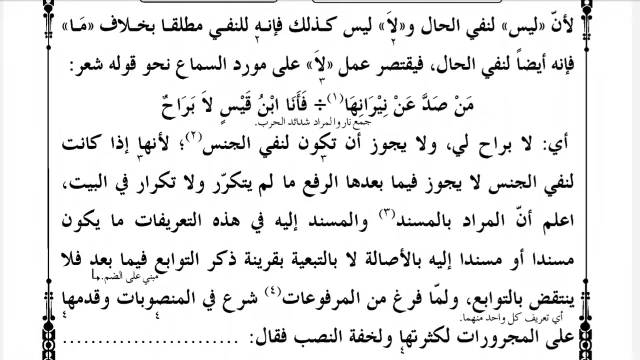 لأنّ «ليس» لنفي الحال و«لاَ» ليس كذلك فإنه للنفي مطلقا بخلاف «مَا»
فإنه أيضاً لنفي الحال، فيقتصر عمل «لاَ» على مورد السماع نحو قوله شعر:
مَنْ صَدَّ عَنْ نِيْرَانِهَا(١) ÷ فَأَنَا ابْنُ قَيْسٍ لاَ بَرَاحٌ
جمع نار والمراد شدائد الحرب.
أي: لا براح لي، ولا يجوز أن تكون لنفي الجنس(٢)؛ لأنها إذا كانت
لنفي الجنس لا يجوز فيما بعدها الرفع ما لم يتكرّر ولا تكرار في البيت،
اعلم أنّ المراد بالمسند(٣) والمسند إليه في هذه التعريفات ما يكون
مسندا أو مسندا إليه بالأصالة لا بالتبعية بقرينة ذكر التوابع فيما بعد فلا
مبني على الضم.
ينتقض بالتوابع، ولمّا فرغ من المرفوعات(٤) شرع في المنصوبات وقدمها
أي تعريف كل واحد منهما.
على المجرورات لكثرتها ولخفة النصب فقال: ........................